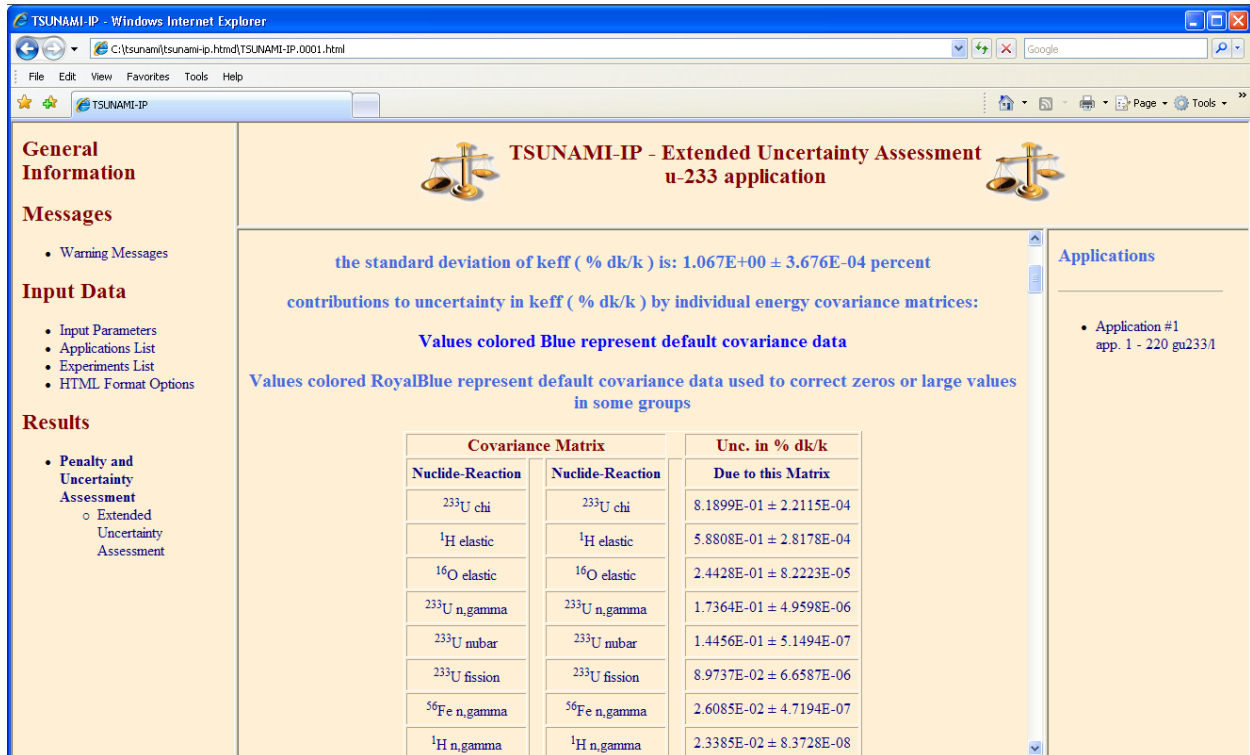 TSUNAMI-IP - Windows Internet Explorer
C:\tsunami\tsunami-ip.htmd\TSUNAMI-IP.0001.html
Google
File Edit View Favorites Tools Help
TSUNAMI-IP
Page Tools »
General
Information
Messages
• Warning Messages
Input Data
• Input Parameters
• Applications List
• Experiments List
• HTML Format Options
Results
• Penalty and
Uncertainty
Assessment
○ Extended
Uncertainty
Assessment
TSUNAMI-IP - Extended Uncertainty Assessment
u-233 application
the standard deviation of keff ( % dk/k ) is: 1.067E+00 ± 3.676E-04 percent
contributions to uncertainty in keff ( % dk/k ) by individual energy covariance matrices:
Values colored Blue represent default covariance data
Values colored RoyalBlue represent default covariance data used to correct zeros or large values
in some groups
Covariance Matrix Unc. in % dk/k
Nuclide-Reaction Nuclide-Reaction Due to this Matrix
²³³U chi ²³³U chi 8.1899E-01 ± 2.2115E-04
¹H elastic ¹H elastic 5.8808E-01 ± 2.8178E-04
¹⁶O elastic ¹⁶O elastic 2.4428E-01 ± 8.2223E-05
²³³U n,gamma ²³³U n,gamma 1.7364E-01 ± 4.9598E-06
²³³U nubar ²³³U nubar 1.4456E-01 ± 5.1494E-07
²³³U fission ²³³U fission 8.9737E-02 ± 6.6587E-06
⁵⁶Fe n,gamma ⁵⁶Fe n,gamma 2.6085E-02 ± 4.7194E-07
¹H n,gamma ¹H n,gamma 2.3385E-02 ± 8.3728E-08
Applications
• Application #1
app. 1 - 220 gu233/l